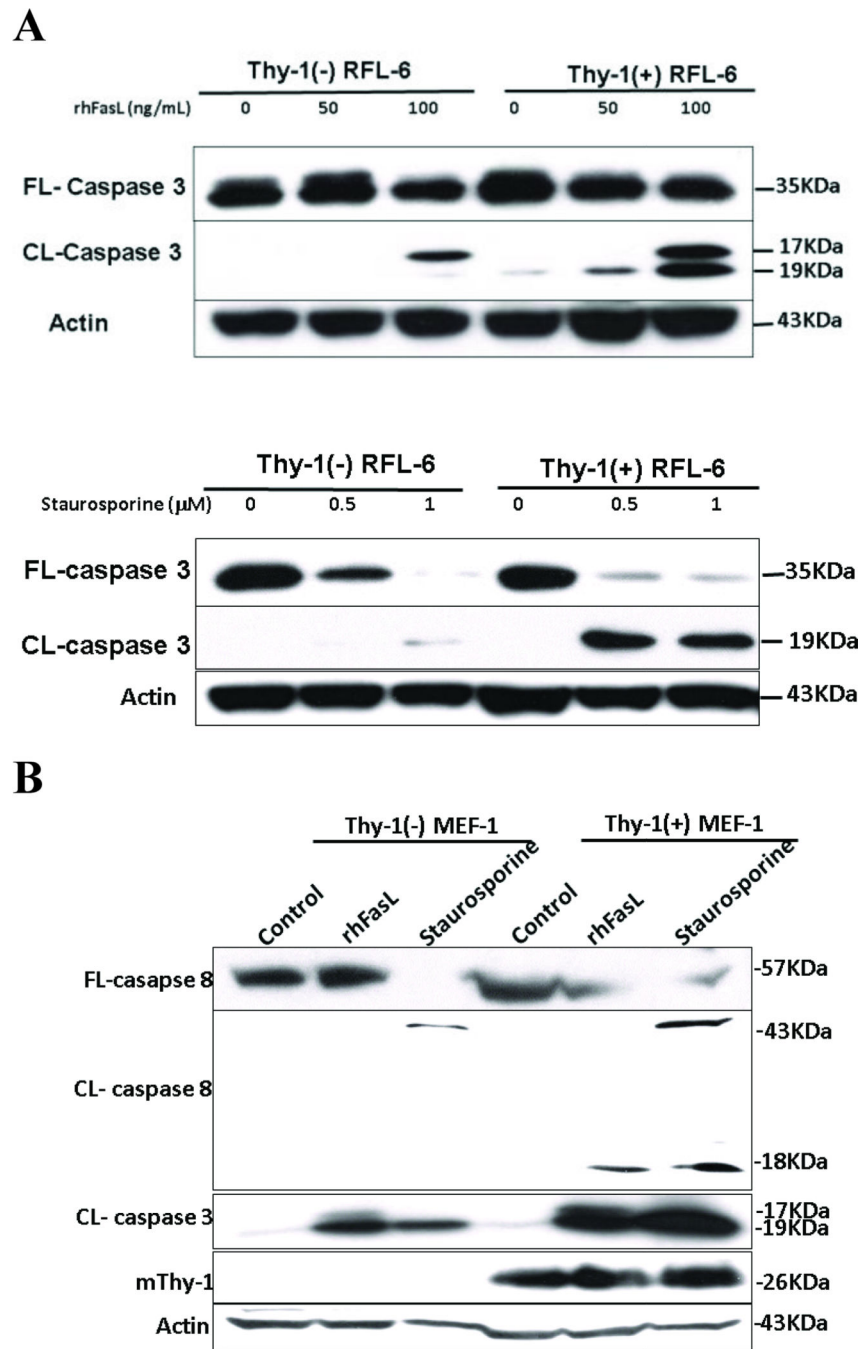 A
Thy-1(-) RFL-6 Thy-1(+) RFL-6
rhFasL (ng/mL) 0 50 100 0 50 100
FL- Caspase 3 35KDa
CL-Caspase 3 17KDa
19KDa
Actin 43KDa
Thy-1(-) RFL-6 Thy-1(+) RFL-6
Staurosporine (µM) 0 0.5 1 0 0.5 1
FL-caspase 3 35KDa
CL-caspase 3 19KDa
Actin 43KDa
B
Thy-1(-) MEF-1 Thy-1(+) MEF-1
Control rhFasL Staurosporine Control rhFasL Staurosporine
FL-casapse 8 -57KDa
-43KDa
CL- caspase 8
-18KDa
CL- caspase 3 -17KDa
-19KDa
mThy-1 -26KDa
Actin -43KDa